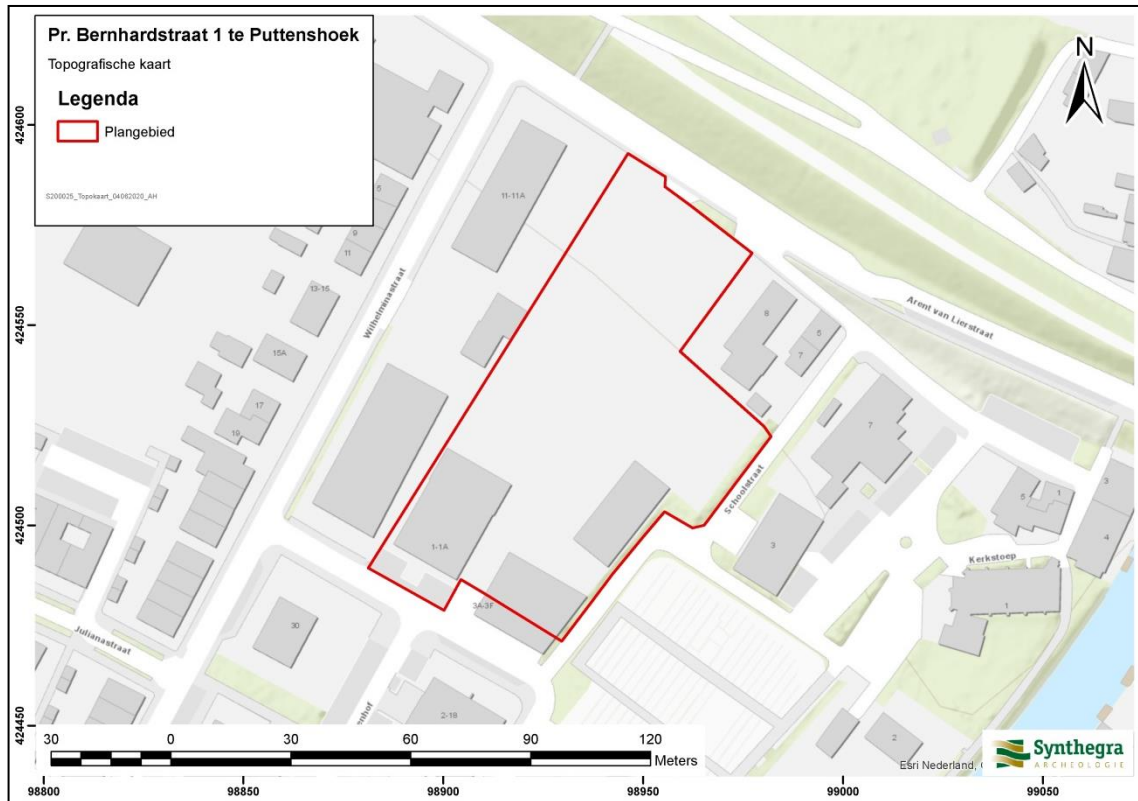 Pr. Bernhardstraat 1 te Puttenshoek
Topografische kaart
Legenda
Plangebied
S200025_Topokaart_04062020_AH
N
424600
424550
424500
424450
11-11A
5
9
11
13-15
15A
17
19
Wilhelminastraat
Arent van Lierstraat
8
5
7
7
Schoolstraat
3
5
1
3
4
Kerkstoep
1
1-1A
3A-3F
30
Julianastraat
enhof
2-18
2
30
0
30
60
90
120
Meters
Synthegra
ARCHEOLOGIE
Esri Nederland,
98800
98850
98900
98950
99000
99050